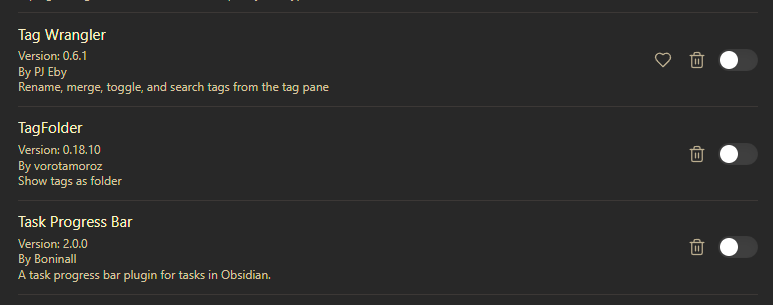 Tag Wrangler
Version: 0.6.1
By PJ Eby
Rename, merge, toggle, and search tags from the tag pane
TagFolder
Version: 0.18.10
By vorotamoroz
Show tags as folder
Task Progress Bar
Version: 2.0.0
By Boninall
A task progress bar plugin for tasks in Obsidian.